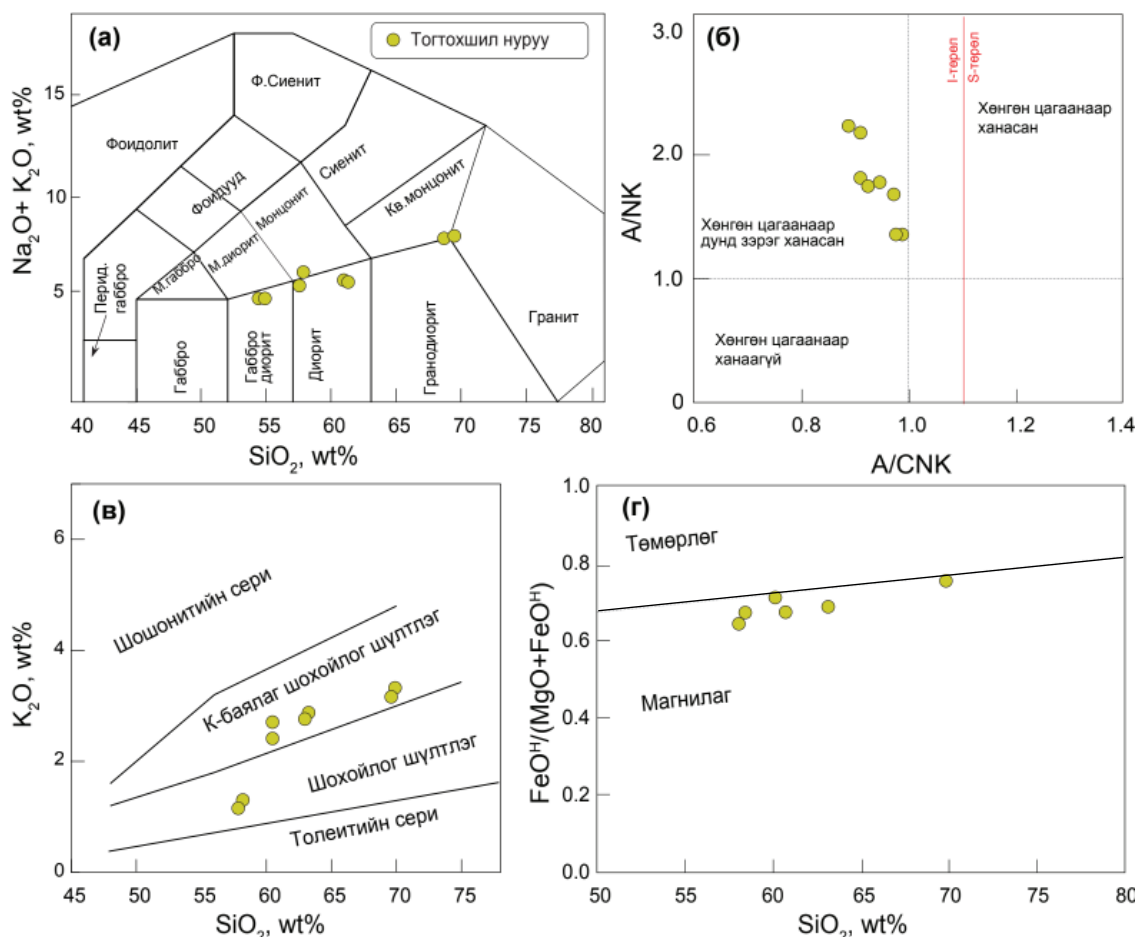 (а)
Тогтохшил нуруу
Ф.Сиенит
Фоидолит
Сиенит
Фоидууд
Монцонит
Кв.монцонит
М.диорит
М.габбро
Перид.
габбро
Габбро
Габбро
диорит
Диорит
Гранодиорит
Гранит
Na₂O+ K₂O, wt%
15
10
5
40 45 50 55 60 65 70 75 80
SiO₂, wt%
(б)
I-төрөл
S-төрөл
Хөнгөн цагаанаар
ханасан
Хөнгөн цагаанаар
дунд зэрэг ханасан
Хөнгөн цагаанаар
ханаагүй
A/NK
3.0
2.0
1.0
0
0.6 0.8 1.0 1.2 1.4
A/CNK
(в)
Шошонитийн сери
К-баялаг шохойлог шүлтлэг
Шохойлог шүлтлэг
Толеитийн сери
K₂O, wt%
6
4
2
0
45 50 55 60 65 70 75
SiO₂, wt%
(г)
Төмөрлөг
Магнилаг
FeOᴴ/(MgO+FeOᴴ)
1.0
0.8
0.6
0.4
0.2
0.0
50 55 60 65 70 75 80
SiO₂, wt%